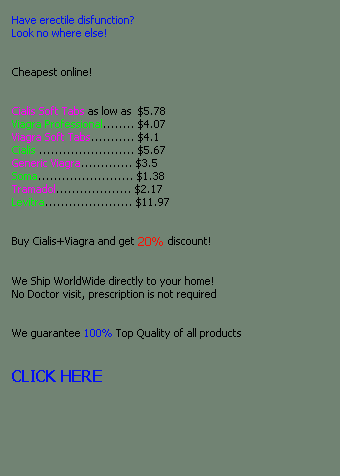 Have erectile disfunction?
Look no where else!
Cheapest online!
Cialis Soft Tabs as low as $5.78
Viagra Professional........ $4.07
Viagra Soft Tabs........... $4.1
Cialis......................... $5.67
Generic Viagra............. $3.5
Soma........................ $1.38
Tramadol................... $2.17
Levitra...................... $11.97
Buy Cialis+Viagra and get 20% discount!
We Ship WorldWide directly to your home!
No Doctor visit, prescription is not required
We guarantee 100% Top Quality of all products
CLICK HERE